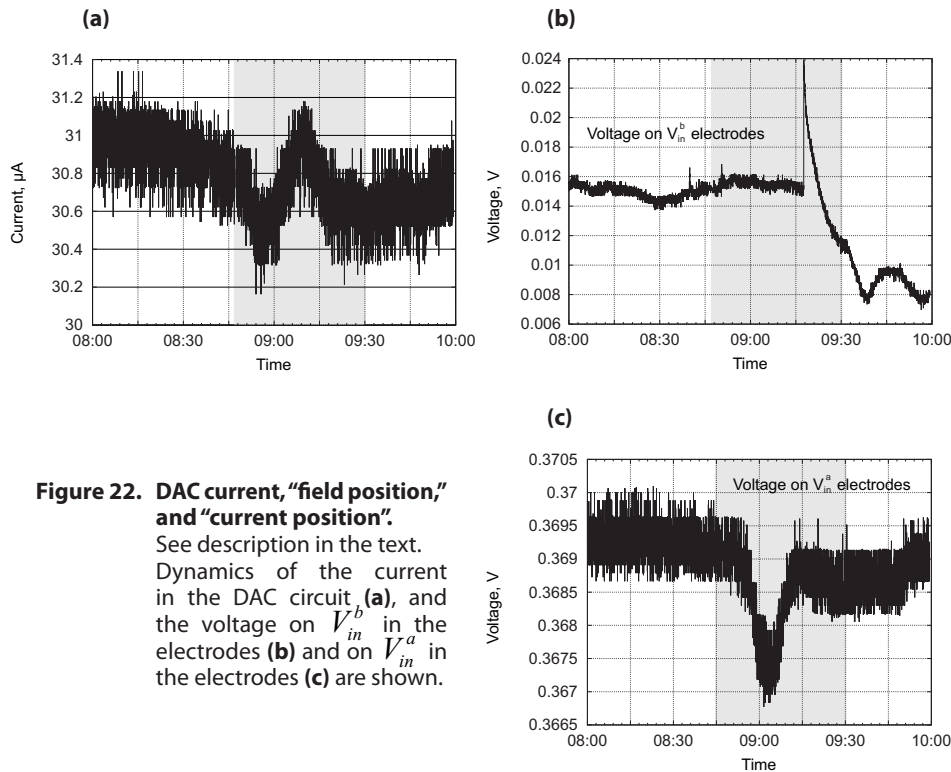 (a)
31.4
31.2
31
30.8
30.6
30.4
30.2
30
Current, µA
08:00 08:30 09:00 09:30 10:00
Time
(b)
0.024
0.022
0.02
0.018
0.016
0.014
0.012
0.01
0.008
0.006
Voltage, V
Voltage on V_in^b electrodes
08:00 08:30 09:00 09:30 10:00
Time
(c)
0.3705
0.37
0.3695
0.369
0.3685
0.368
0.3675
0.367
0.3665
Voltage, V
Voltage on V_in^a electrodes
08:00 08:30 09:00 09:30 10:00
Time
Figure 22. DAC current, “field position,”
and “current position”.
See description in the text.
Dynamics of the current
in the DAC circuit (a), and
the voltage on V_in^b in the
electrodes (b) and on V_in^a in
the electrodes (c) are shown.